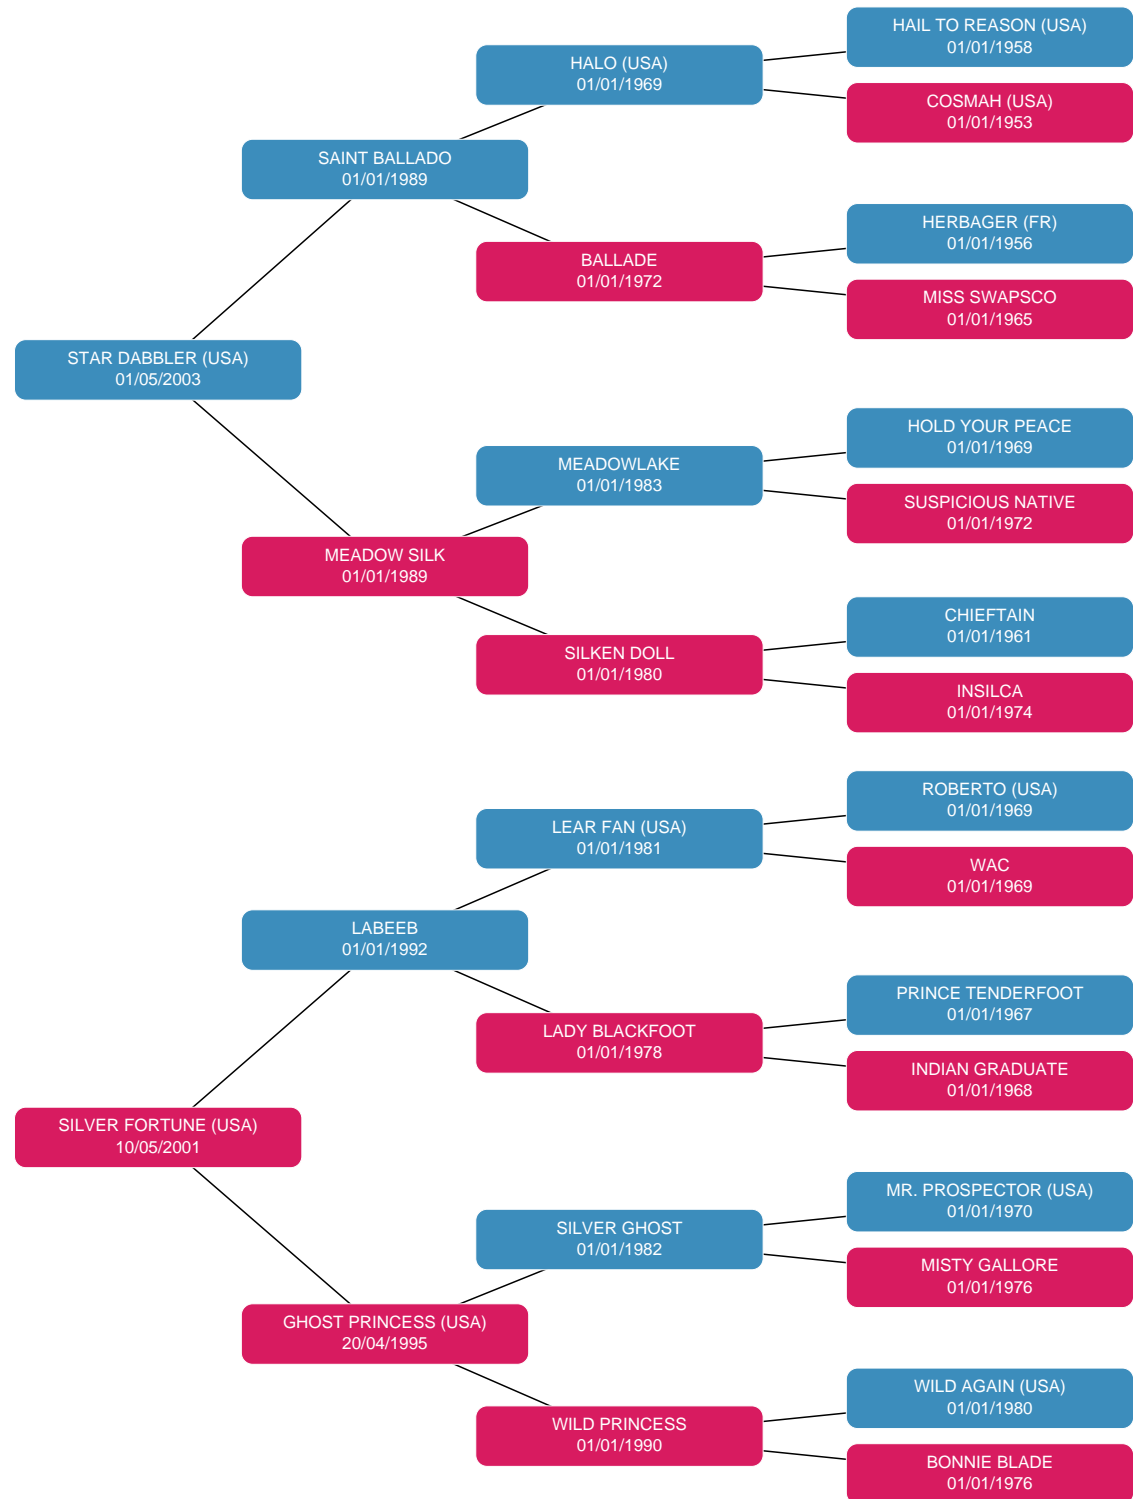 HAIL TO REASON (USA)
01/01/1958
HALO (USA)
01/01/1969
COSMAH (USA)
01/01/1953
SAINT BALLADO
01/01/1989
HERBAGER (FR)
01/01/1956
BALLADE
01/01/1972
MISS SWAPSCO
01/01/1965
STAR DABBLER (USA)
01/05/2003
HOLD YOUR PEACE
01/01/1969
MEADOWLAKE
01/01/1983
SUSPICIOUS NATIVE
01/01/1972
MEADOW SILK
01/01/1989
CHIEFTAIN
01/01/1961
SILKEN DOLL
01/01/1980
INSILCA
01/01/1974
ROBERTO (USA)
01/01/1969
LEAR FAN (USA)
01/01/1981
WAC
01/01/1969
LABEEB
01/01/1992
PRINCE TENDERFOOT
01/01/1967
LADY BLACKFOOT
01/01/1978
INDIAN GRADUATE
01/01/1968
SILVER FORTUNE (USA)
10/05/2001
MR. PROSPECTOR (USA)
01/01/1970
SILVER GHOST
01/01/1982
MISTY GALLORE
01/01/1976
GHOST PRINCESS (USA)
20/04/1995
WILD AGAIN (USA)
01/01/1980
WILD PRINCESS
01/01/1990
BONNIE BLADE
01/01/1976